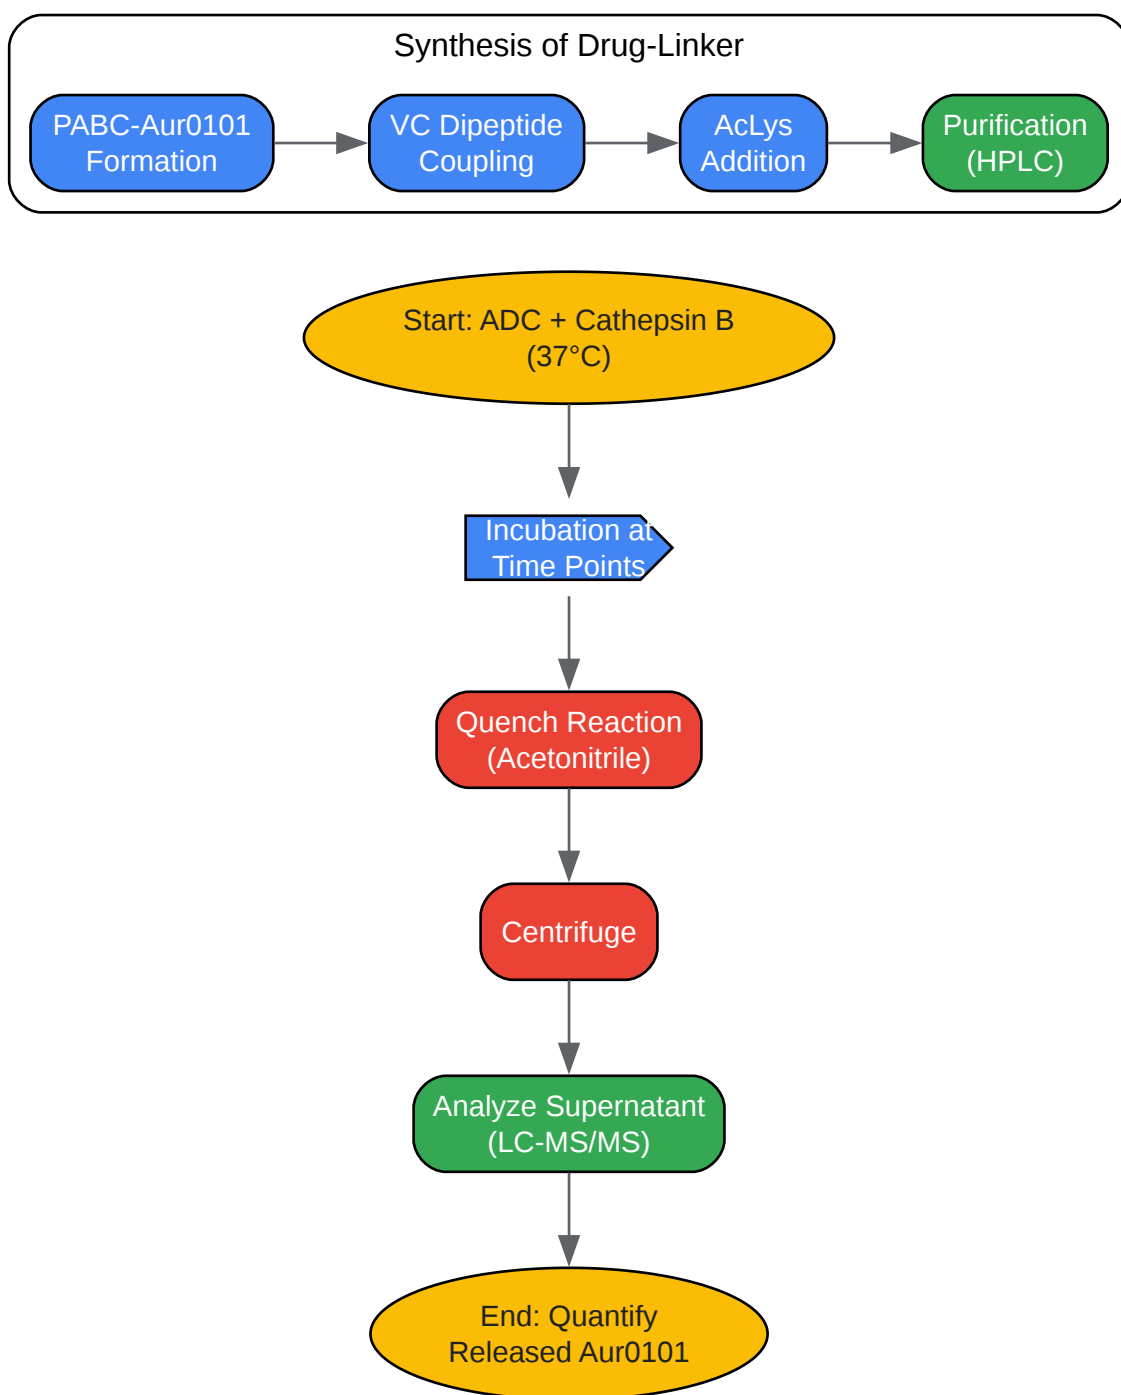 Synthesis of Drug-Linker
PABC-Aur0101
Formation
VC Dipeptide
Coupling
AcLys
Addition
Purification
(HPLC)
Start: ADC + Cathepsin B
(37°C)
Incubation at
Time Points
Quench Reaction
(Acetonitrile)
Centrifuge
Analyze Supernatant
(LC-MS/MS)
End: Quantify
Released Aur0101